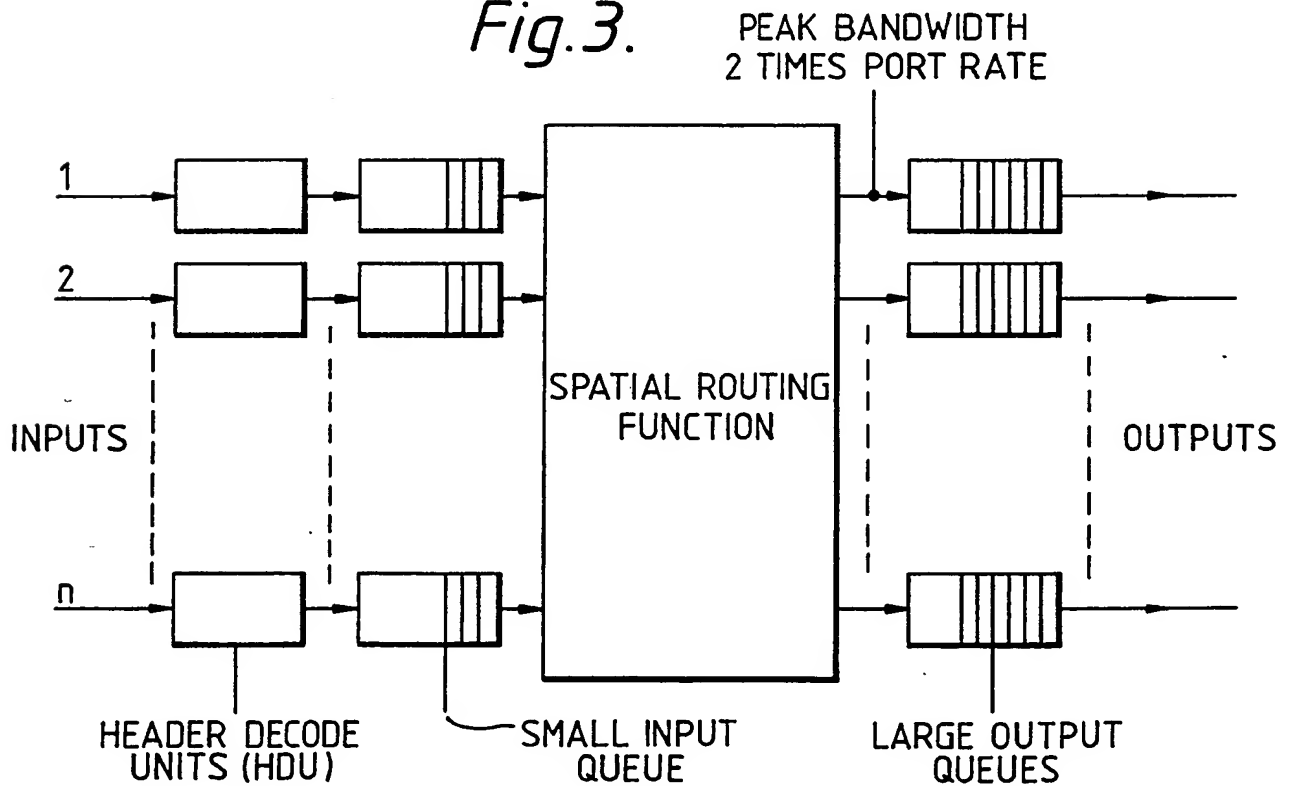 Fig.3.
PEAK BANDWIDTH
2 TIMES PORT RATE
1
2
SPATIAL ROUTING
FUNCTION
INPUTS
OUTPUTS
n
HEADER DECODE
UNITS (HDU)
SMALL INPUT
QUEUE
LARGE OUTPUT
QUEUES